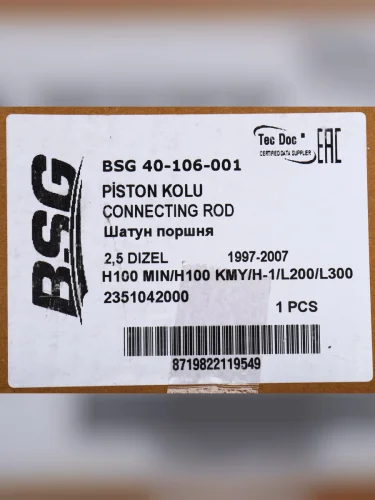 BSG
Tec Doc
CERTIFIED DATA SUPPLIER
EAC
BSG 40-106-001
PİSTON KOLU
CONNECTING ROD
Шатун поршня
2,5 DIZEL 1997-2007
H100 MIN/H100 KMY/H-1/L200/L300
2351042000
1 PCS
8719822119549